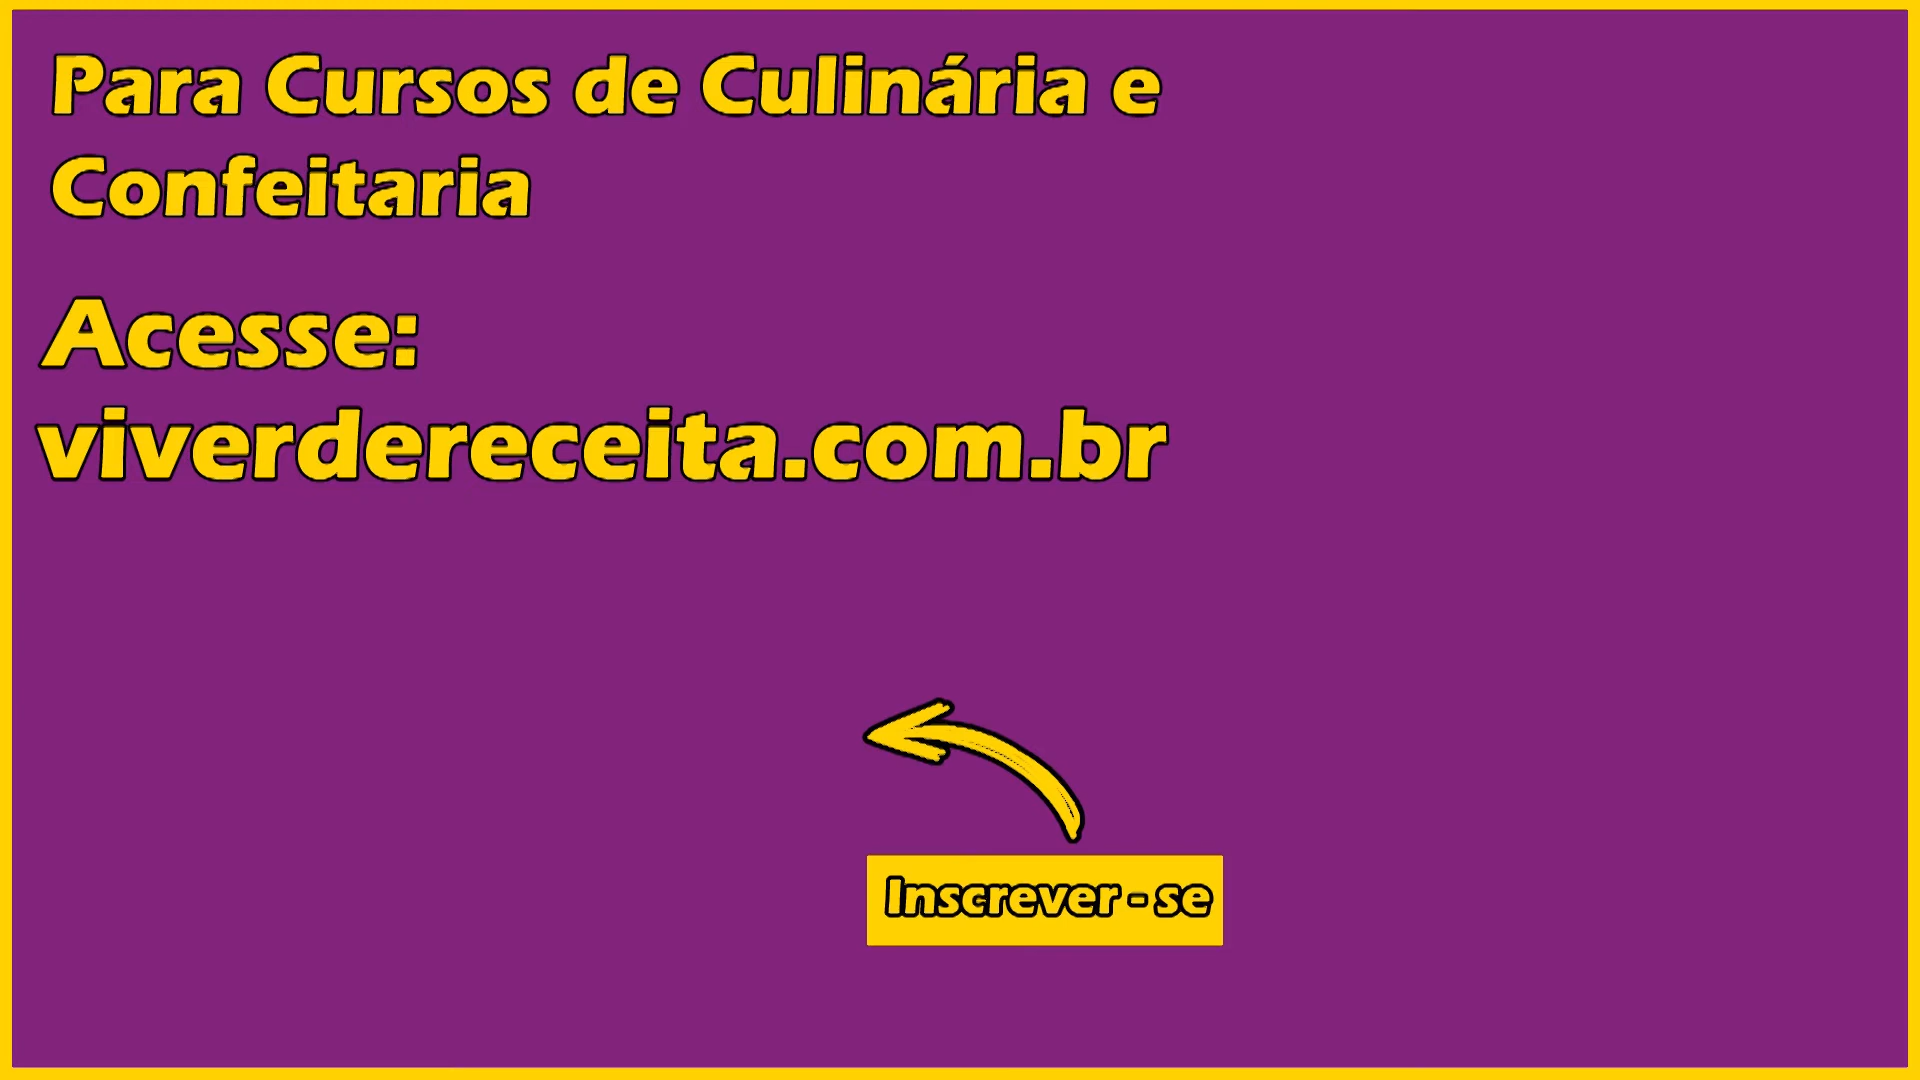 Para Cursos de Culinária e
Confeitaria
Acesse:
viverdereceita.com.br
Inscrever - se